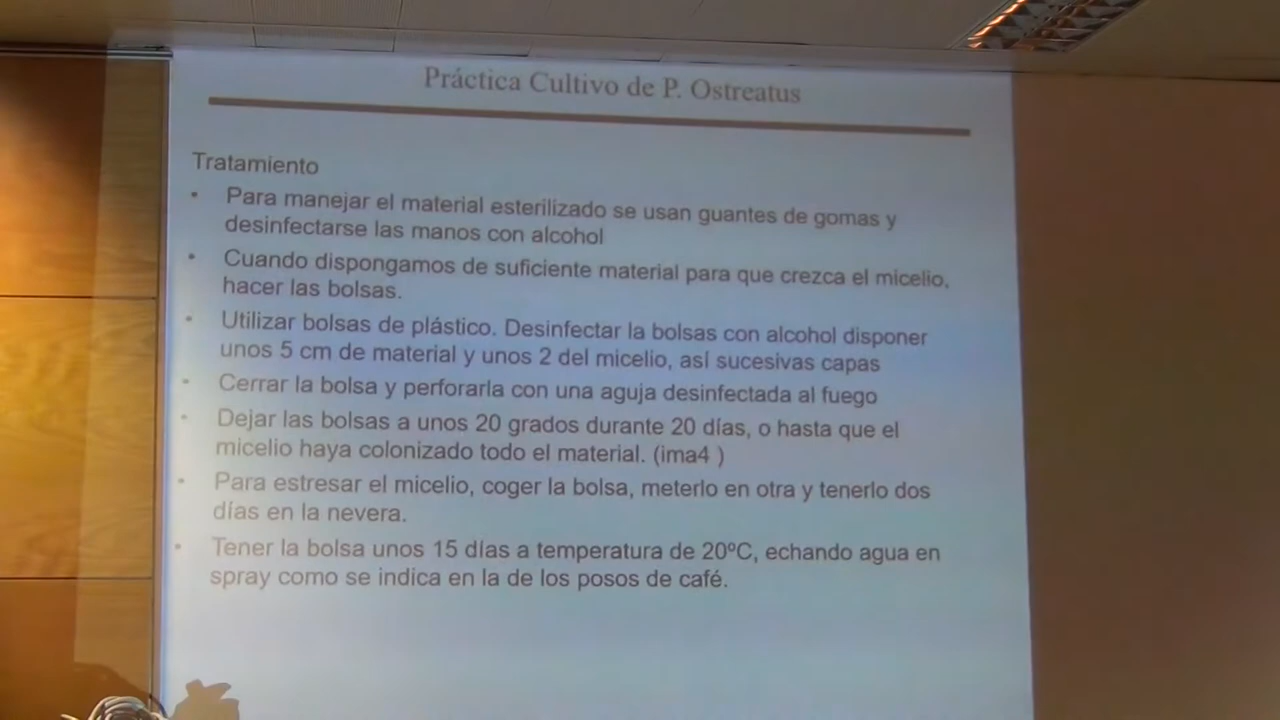 Práctica Cultivo de P. Ostreatus
Tratamiento
• Para manejar el material esterilizado se usan guantes de gomas y
desinfectarse las manos con alcohol
• Cuando dispongamos de suficiente material para que crezca el micelio,
hacer las bolsas.
• Utilizar bolsas de plástico. Desinfectar la bolsas con alcohol disponer
unos 5 cm de material y unos 2 del micelio, así sucesivas capas
• Cerrar la bolsa y perforarla con una aguja desinfectada al fuego
• Dejar las bolsas a unos 20 grados durante 20 días, o hasta que el
micelio haya colonizado todo el material. (ima4 )
• Para estresar el micelio, coger la bolsa, meterlo en otra y tenerlo dos
días en la nevera.
• Tener la bolsa unos 15 días a temperatura de 20ºC, echando agua en
spray como se indica en la de los posos de café.